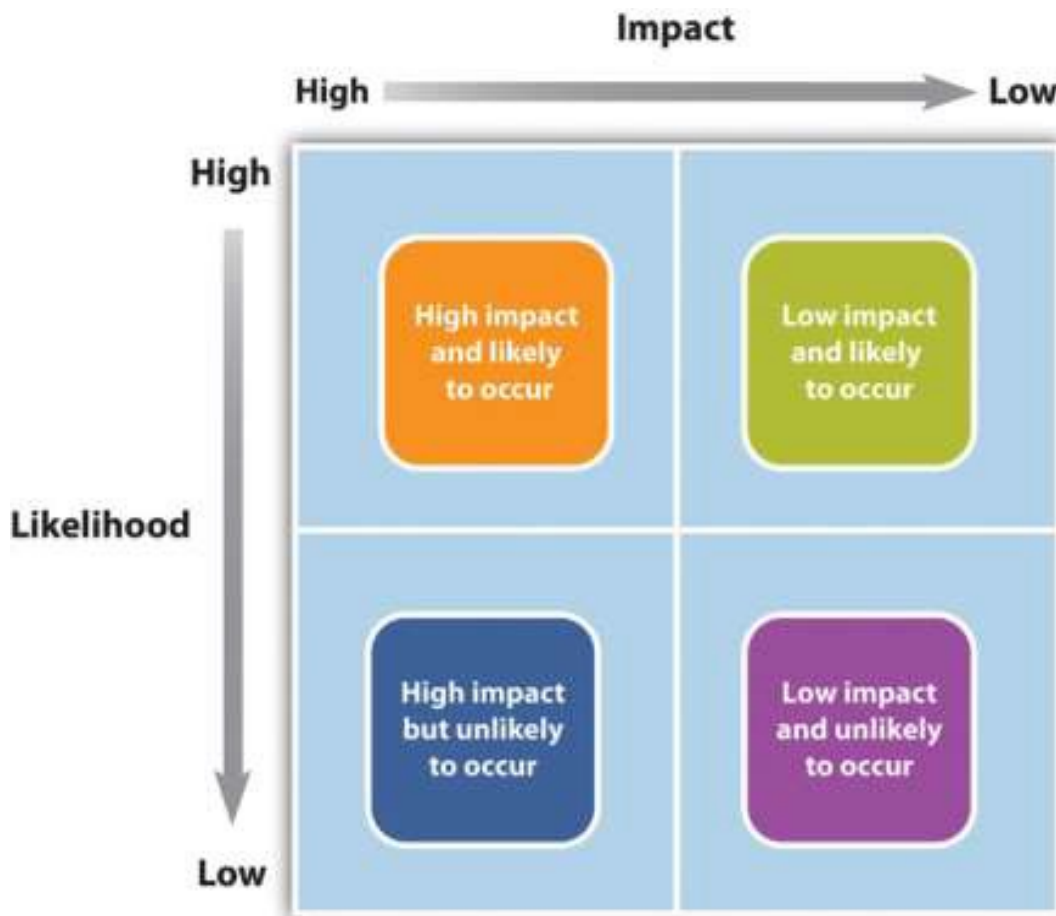 Impact
High
Low
High
High impact
and likely
to occur
Low impact
and likely
to occur
Likelihood
High impact
but unlikely
to occur
Low impact
and unlikely
to occur
Low